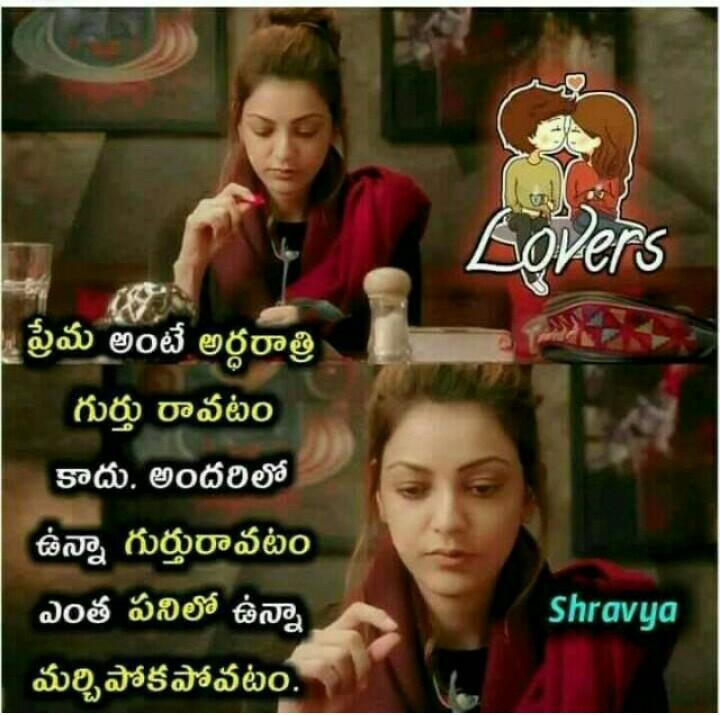 Lovers
ప్రేమ అంటే అర్ధరాత్రి
గుర్తు రావటం
కాదు. అందరిలో
ఉన్నా గుర్తురావటం
ఎంత పనిలో ఉన్నా
మర్చిపోకపోవటం.
Shravya